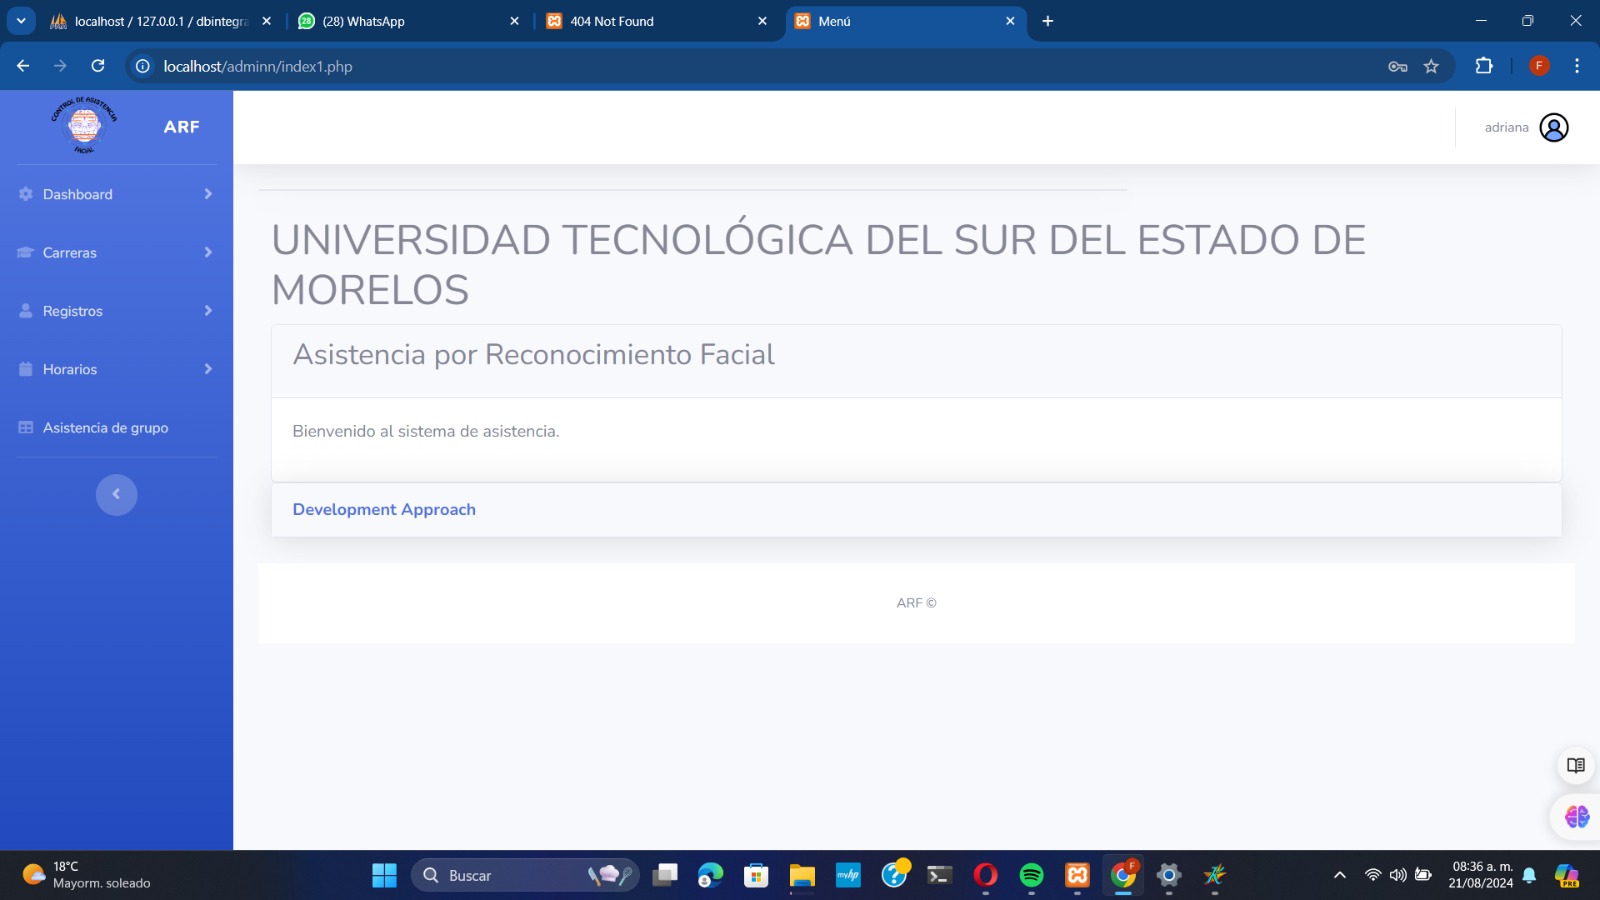 localhost / 127.0.0.1 / dbintegra
28
(28) WhatsApp
404 Not Found
Menú
localhost/adminn/index1.php
F
CONTROL DE ASISTENCIA
FACIAL
ARF
adriana
Dashboard
Carreras
Registros
Horarios
Asistencia de grupo
UNIVERSIDAD TECNOLÓGICA DEL SUR DEL ESTADO DE
MORELOS
Asistencia por Reconocimiento Facial
Bienvenido al sistema de asistencia.
Development Approach
ARF ©
18°C
Mayorm. soleado
Buscar
myhp
F
08:36 a. m.
21/08/2024
PRE